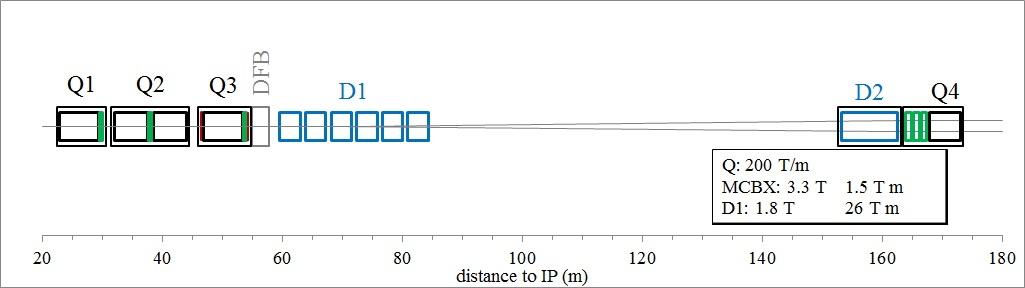 Q1
Q2
Q3
DFB
D1
D2
Q4
Q: 200 T/m
MCBX: 3.3 T 1.5 T m
D1: 1.8 T 26 T m
20 40 60 80 100 120 140 160 180
distance to IP (m)